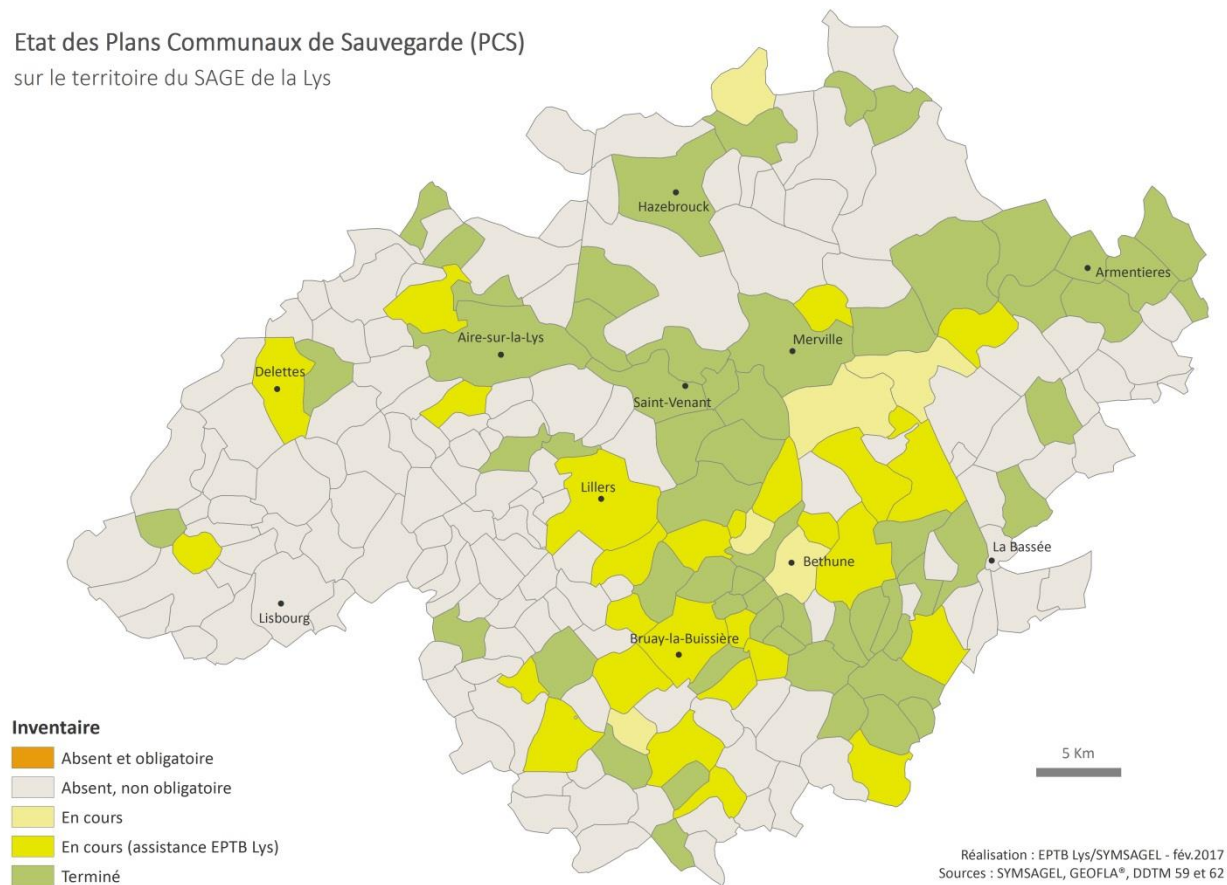 Etat des Plans Communaux de Sauvegarde (PCS)
sur le territoire du SAGE de la Lys
Hazebrouck
Armentieres
Aire-sur-la-Lys
Merville
Delettes
Saint-Venant
Lillers
La Bassée
Bethune
Lisbourg
Bruay-la-Buissière
Inventaire
Absent et obligatoire
Absent, non obligatoire
En cours
En cours (assistance EPTB Lys)
Terminé
5 Km
Réalisation : EPTB Lys/SYMSAGEL - fév.2017
Sources : SYMSAGEL, GEOFLA®, DDTM 59 et 62